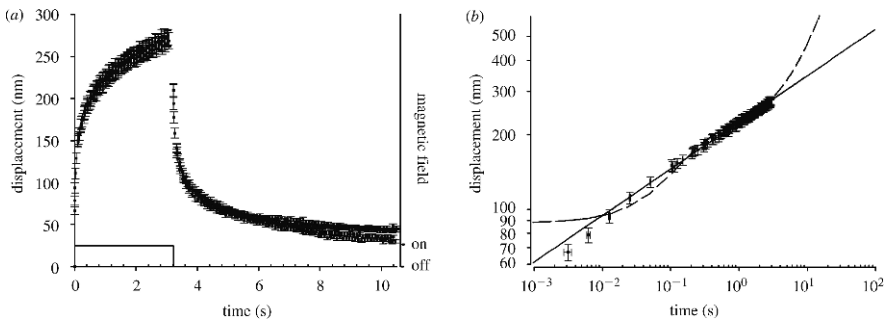 (a)
300
250
200
150
100
50
0
displacement (nm)
0 2 4 6 8 10
time (s)
magnetic field
on
off
(b)
500
400
300
200
100
90
80
70
60
displacement (nm)
10⁻³ 10⁻² 10⁻¹ 10⁰ 10¹ 10²
time (s)